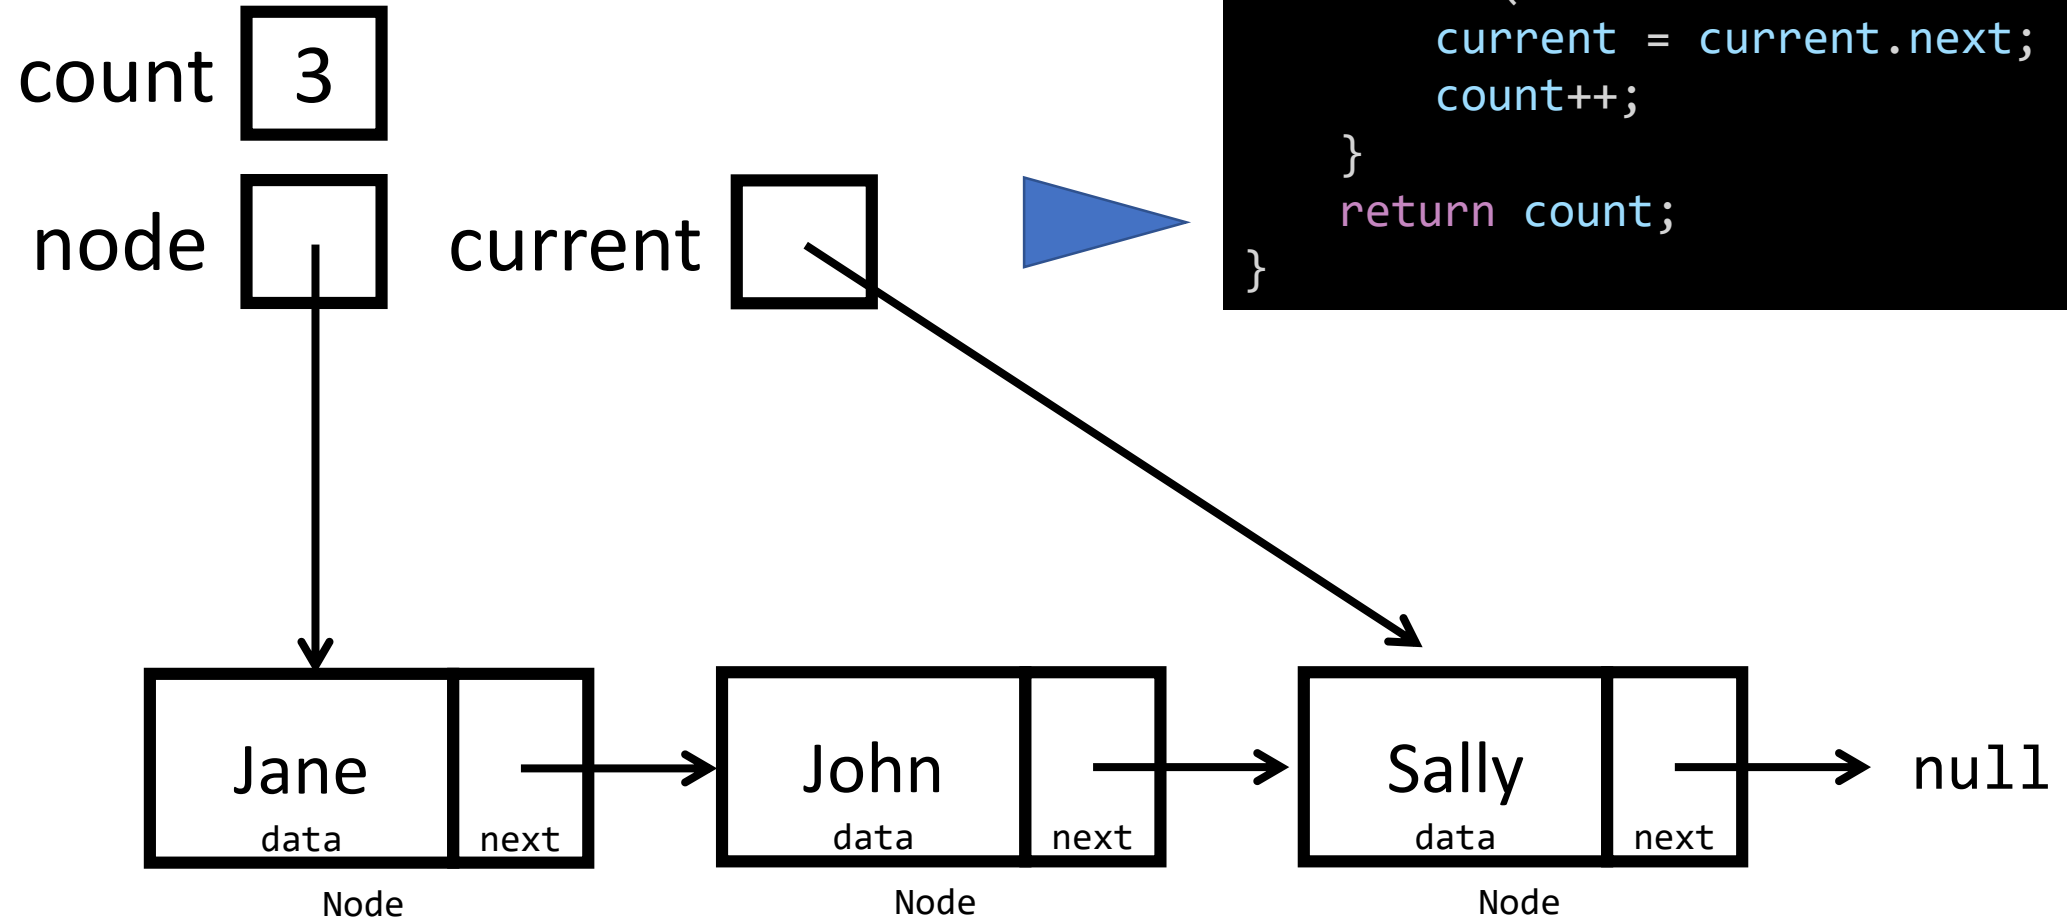 count 3
current = current.next;
count++;
}
return count;
}
node current
Jane John Sally null
data next data next data next
Node Node Node